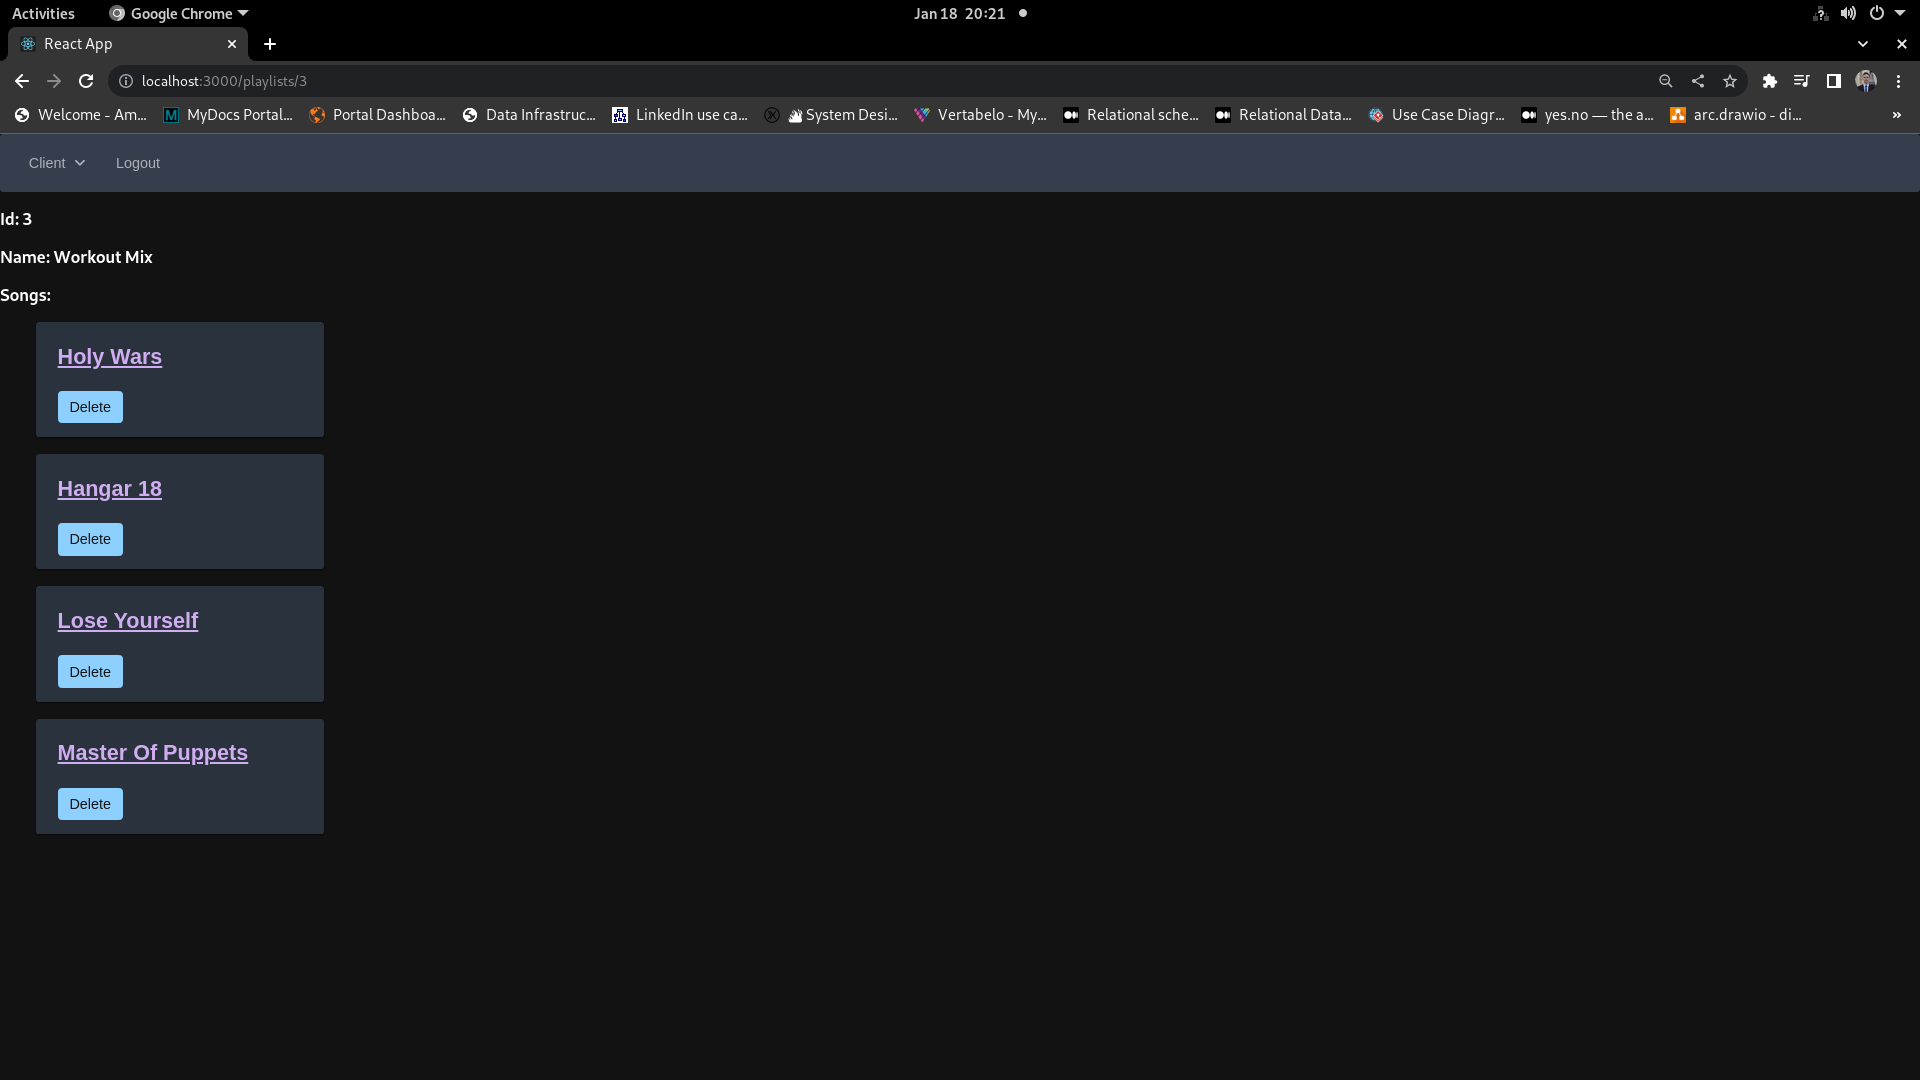 Activities Google Chrome Jan 18 20:21
React App
localhost:3000/playlists/3
Welcome - Am... MyDocs Portal... Portal Dashboa... Data Infrastruc... LinkedIn use ca... System Desi... Vertabelo - My... Relational sche... Relational Data... Use Case Diagr... yes.no — the a... arc.drawio - di... »
Client Logout
Id: 3
Name: Workout Mix
Songs:
Holy Wars
Delete
Hangar 18
Delete
Lose Yourself
Delete
Master Of Puppets
Delete